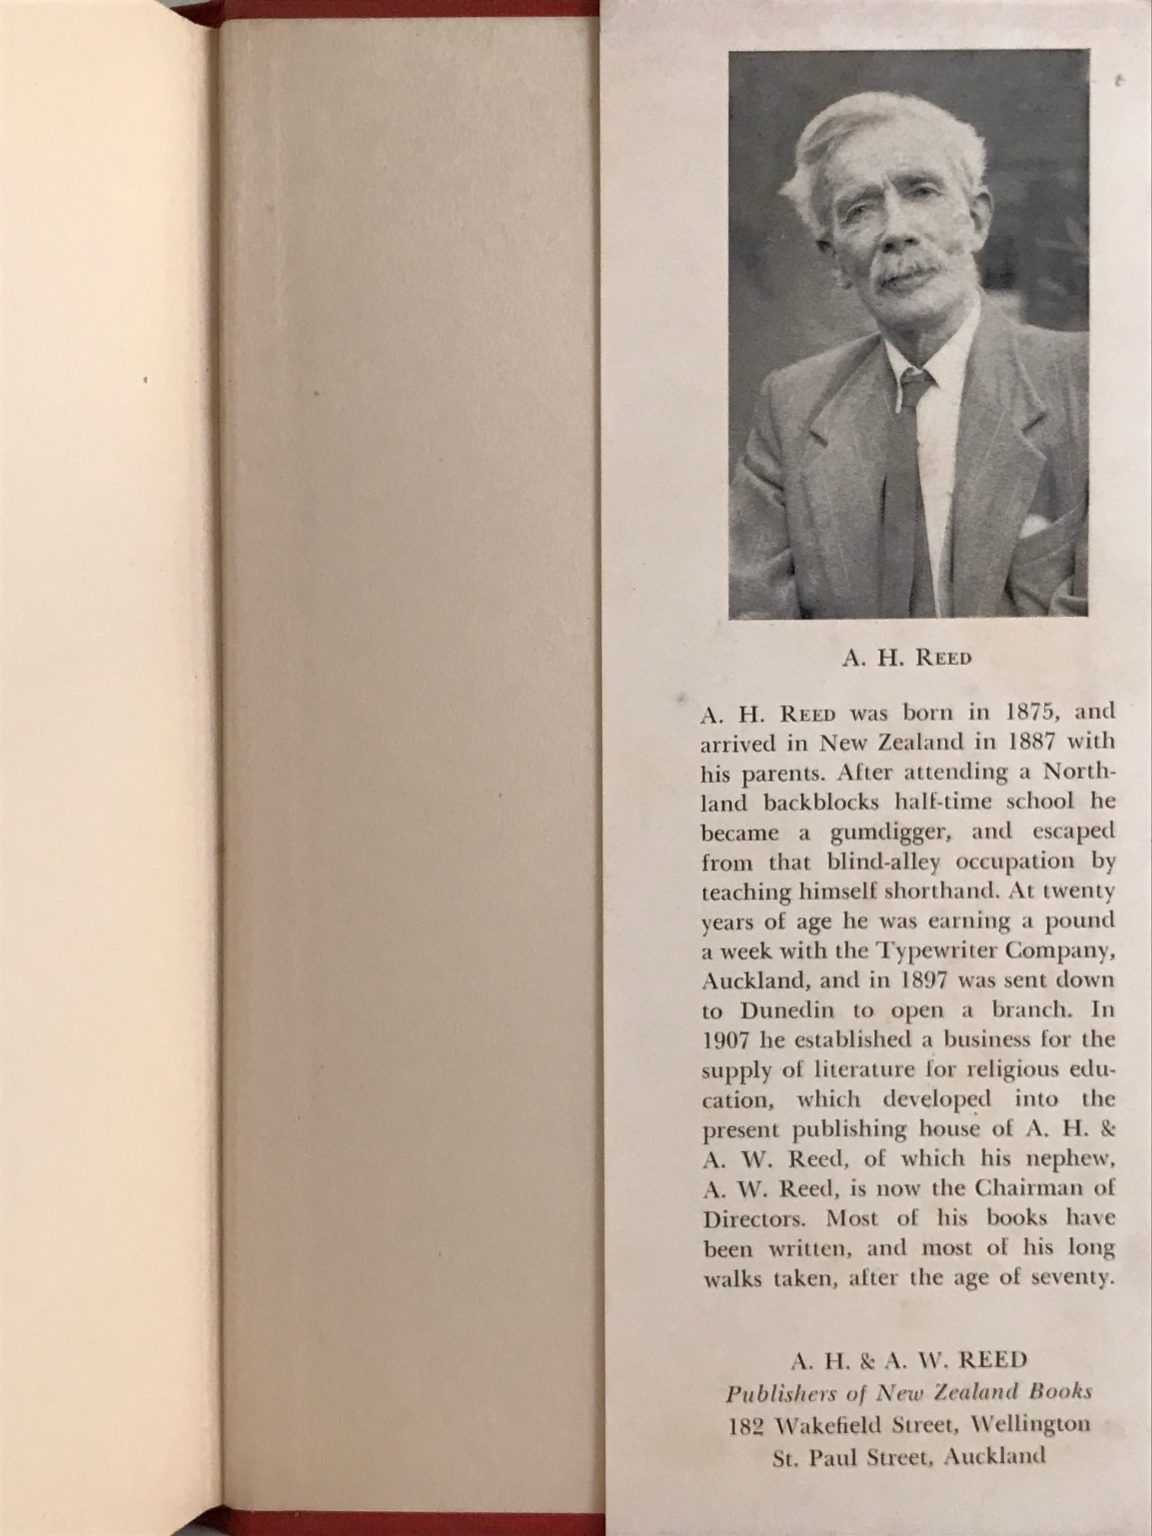 A. H. REED
A. H. REED was born in 1875, and
arrived in New Zealand in 1887 with
his parents. After attending a North-
land backblocks half-time school he
became a gumdigger, and escaped
from that blind-alley occupation by
teaching himself shorthand. At twenty
years of age he was earning a pound
a week with the Typewriter Company,
Auckland, and in 1897 was sent down
to Dunedin to open a branch. In
1907 he established a business for the
supply of literature for religious edu-
cation, which developed into the
present publishing house of A. H. &
A. W. Reed, of which his nephew,
A. W. Reed, is now the Chairman of
Directors. Most of his books have
been written, and most of his long
walks taken, after the age of seventy.
A. H. & A. W. REED
Publishers of New Zealand Books
182 Wakefield Street, Wellington
St. Paul Street, Auckland